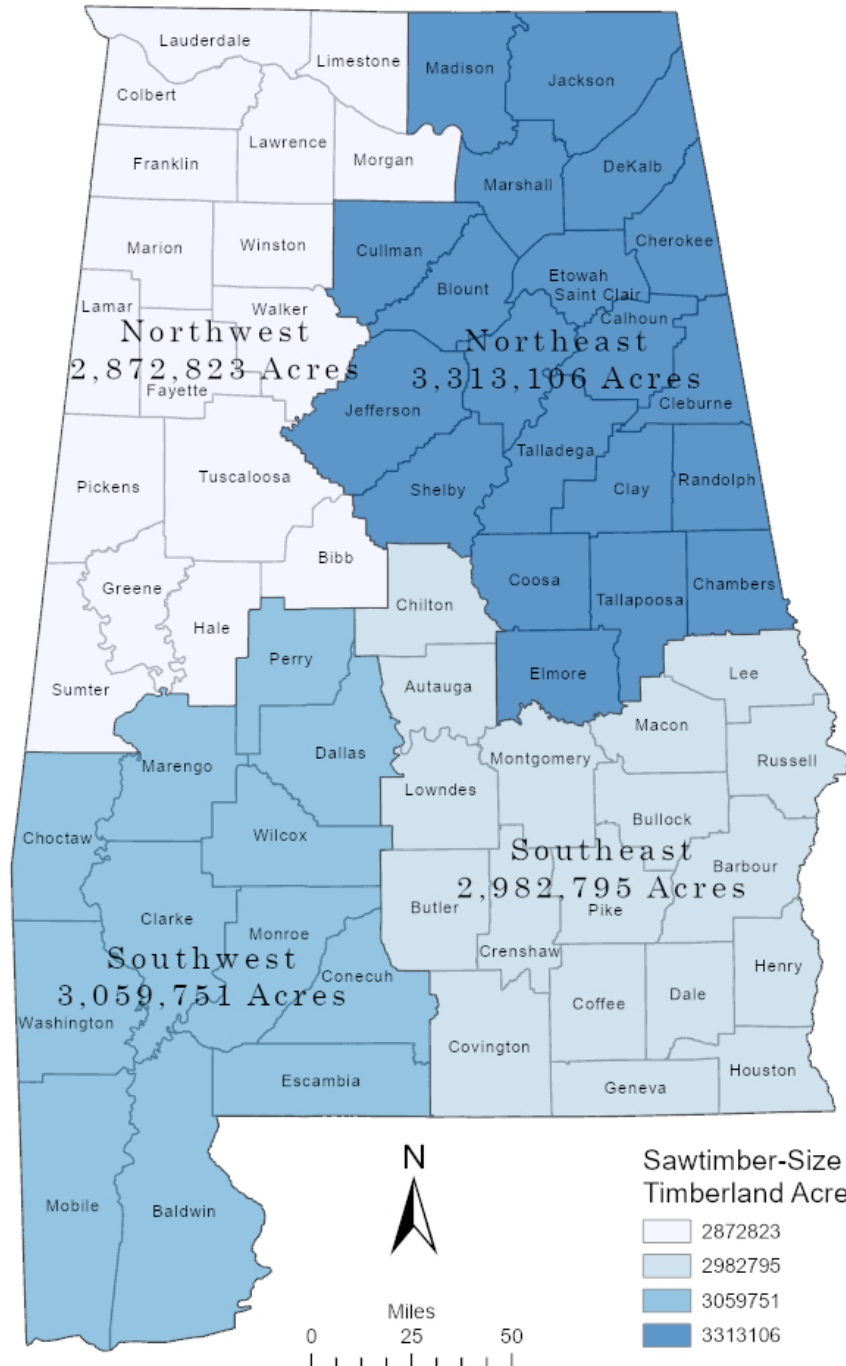 Lauderdale
Limestone
Madison
Jackson
Colbert
Lawrence
Franklin
Morgan
Marshall
DeKalb
Marion
Winston
Cullman
Cherokee
Etowah
Blount
Saint Clair
Lamar
Walker
Calhoun
Northwest
2,872,823 Acres
Northeast
3,313,106 Acres
Fayette
Jefferson
Cleburne
Talladega
Tuscaloosa
Pickens
Shelby
Clay
Randolph
Bibb
Greene
Coosa
Chambers
Hale
Chilton
Tallapoosa
Perry
Elmore
Lee
Sumter
Autauga
Macon
Dallas
Marengo
Montgomery
Russell
Lowndes
Bullock
Choctaw
Wilcox
Southeast
2,982,795 Acres
Barbour
Butler
Pike
Clarke
Monroe
Crenshaw
Southwest
3,059,751 Acres
Conecuh
Henry
Coffee
Dale
Washington
Covington
Escambia
Geneva
Houston
Mobile
Baldwin
N
Miles
0 25 50
Sawtimber-Size
Timberland Acre
2872823
2982795
3059751
3313106